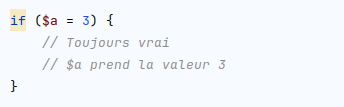 if ($a = 3) {
    // Toujours vrai
    // $a prend la valeur 3
}